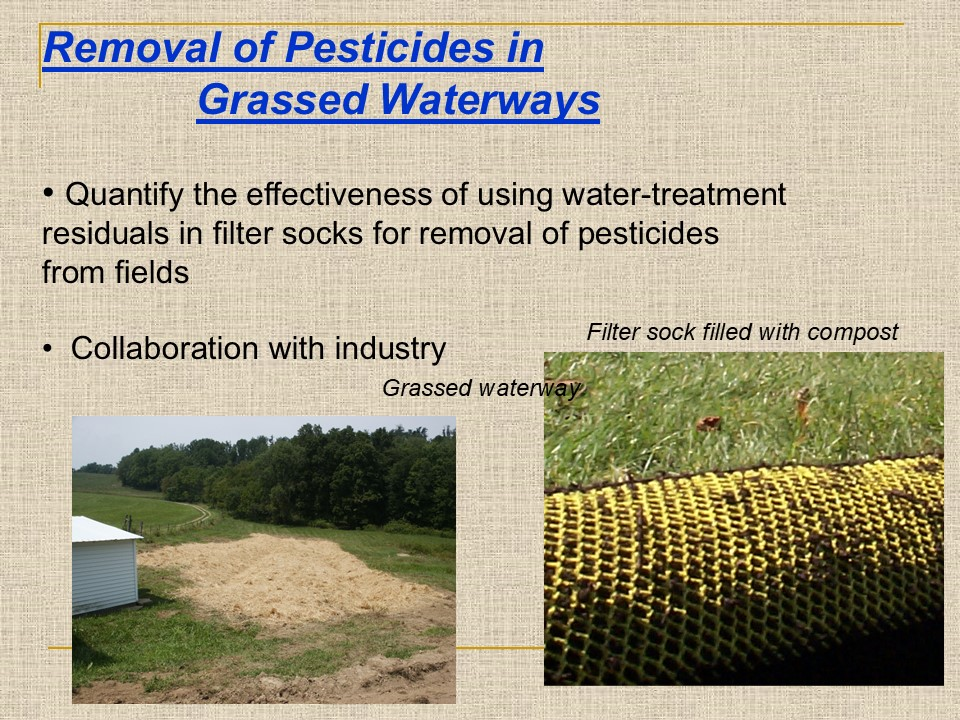 Removal of Pesticides in
Grassed Waterways
• Quantify the effectiveness of using water-treatment
residuals in filter socks for removal of pesticides
from fields
• Collaboration with industry
Filter sock filled with compost
Grassed waterway